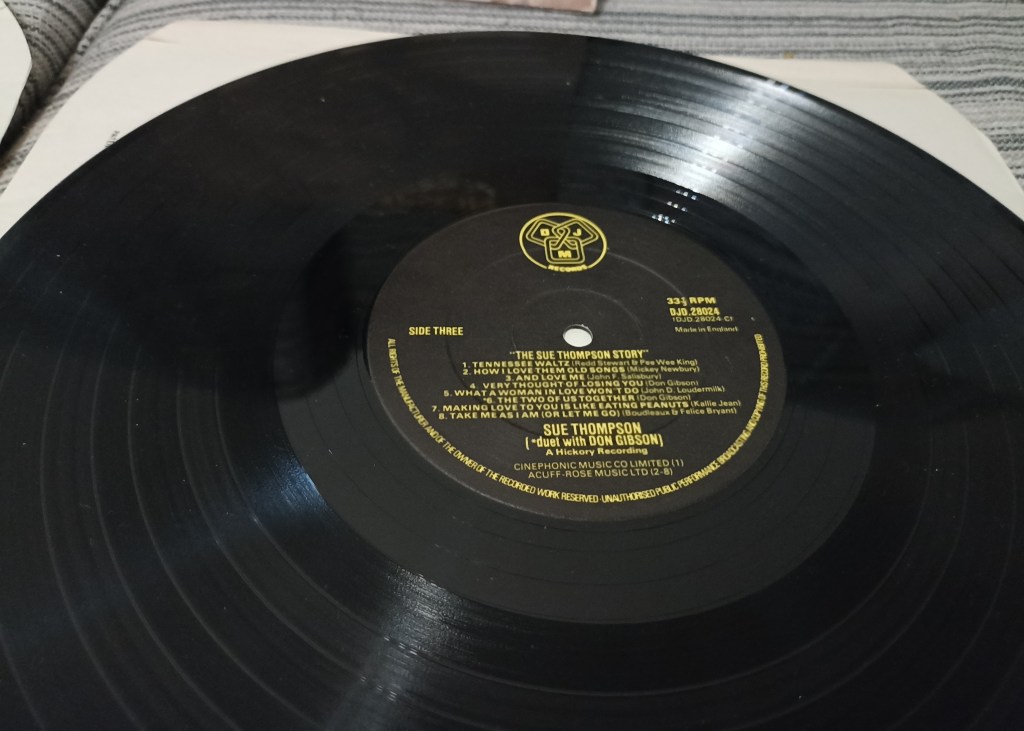 D J
M
RECORDS
33⅓ RPM
DJD.28024
Made in England
SIDE THREE
"THE SUE THOMPSON STORY"
1. TENNESSEE WALTZ (Redd Stewart & Pee Wee King)
2. HOW I LOVE THEM OLD SONGS (Mickey Newbury)
3. AND LOVE ME (John F. Salisbury)
4. VERY THOUGHT OF LOSING YOU (Don Gibson)
5. WHAT A WOMAN IN LOVE WON'T DO (John D. Loudermilk)
*6. THE TWO OF US TOGETHER (Don Gibson)
7. MAKING LOVE TO YOU IS LIKE EATING PEANUTS (Kallie Jean)
8. TAKE ME AS I AM (OR LET ME GO) (Boudleaux & Felice Bryant)
SUE THOMPSON
(*duet with DON GIBSON)
A Hickory Recording
CINEPHONIC MUSIC CO LIMITED (1)
ACUFF-ROSE MUSIC LTD (2-8)
ALL RIGHTS OF THE MANUFACTURER AND OF THE OWNER OF THE RECORDED WORK RESERVED · UNAUTHORISED PUBLIC PERFORMANCE BROADCASTING AND COPYING OF THIS RECORD PROHIBITED